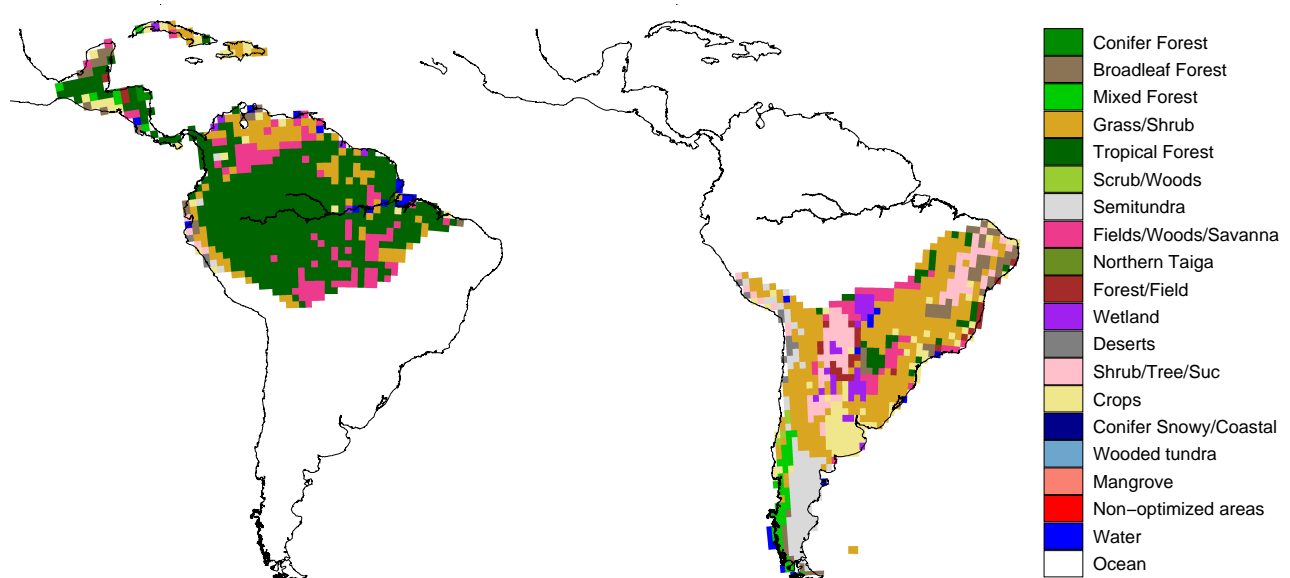 Conifer Forest
Broadleaf Forest
Mixed Forest
Grass/Shrub
Tropical Forest
Scrub/Woods
Semitundra
Fields/Woods/Savanna
Northern Taiga
Forest/Field
Wetland
Deserts
Shrub/Tree/Suc
Crops
Conifer Snowy/Coastal
Wooded tundra
Mangrove
Non−optimized areas
Water
Ocean